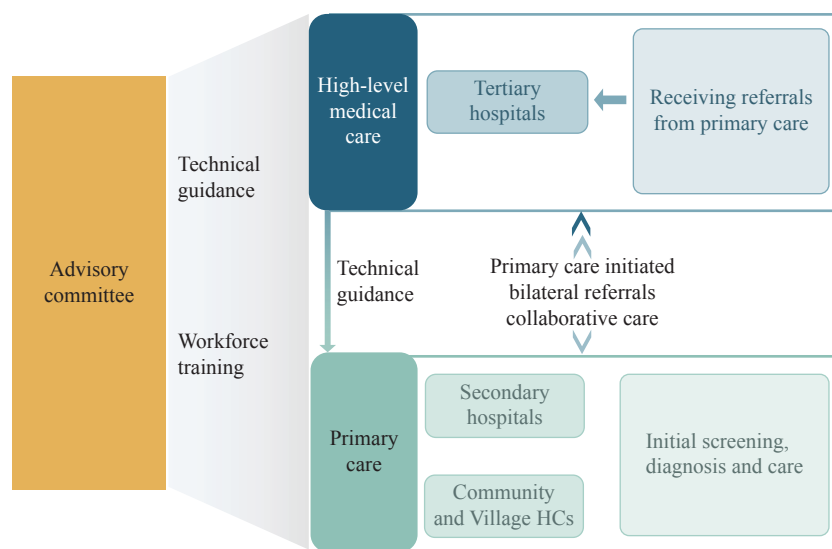 Advisory
committee
Technical
guidance
Workforce
training
High-level
medical
care
Tertiary
hospitals
Receiving referrals
from primary care
Technical
guidance
Primary care initiated
bilateral referrals
collaborative care
Primary
care
Secondary
hospitals
Community
and Village HCs
Initial screening,
diagnosis and care